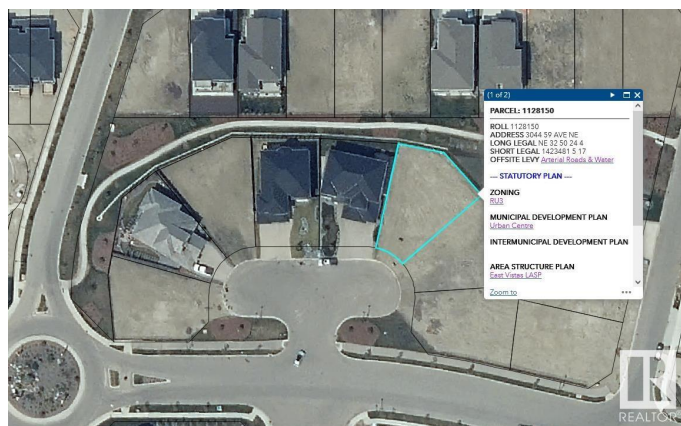 (1 of 2)
PARCEL: 1128150
ROLL 1128150
ADDRESS 3044 59 AVE NE
LONG LEGAL NE 32 50 24 4
SHORT LEGAL 1423481 5 17
OFFSITE LEVY Arterial Roads & Water
--- STATUTORY PLAN ---
ZONING
RU3
MUNICIPAL DEVELOPMENT PLAN
Urban Centre
INTERMUNICIPAL DEVELOPMENT PLAN
AREA STRUCTURE PLAN
East Vistas LASP
Zoom to
REALTOR